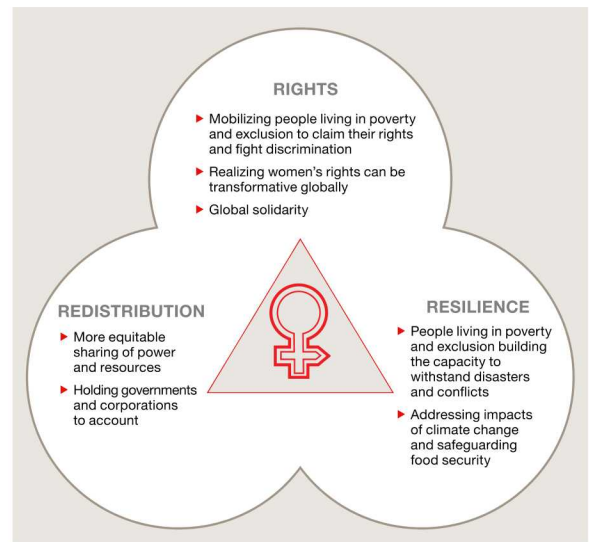 RIGHTS
▶ Mobilizing people living in poverty
and exclusion to claim their rights
and fight discrimination
▶ Realizing women's rights can be
transformative globally
▶ Global solidarity
REDISTRIBUTION
▶ More equitable
sharing of power
and resources
▶ Holding governments
and corporations
to account
RESILIENCE
▶ People living in poverty
and exclusion building
the capacity to
withstand disasters
and conflicts
▶ Addressing impacts
of climate change
and safeguarding
food security